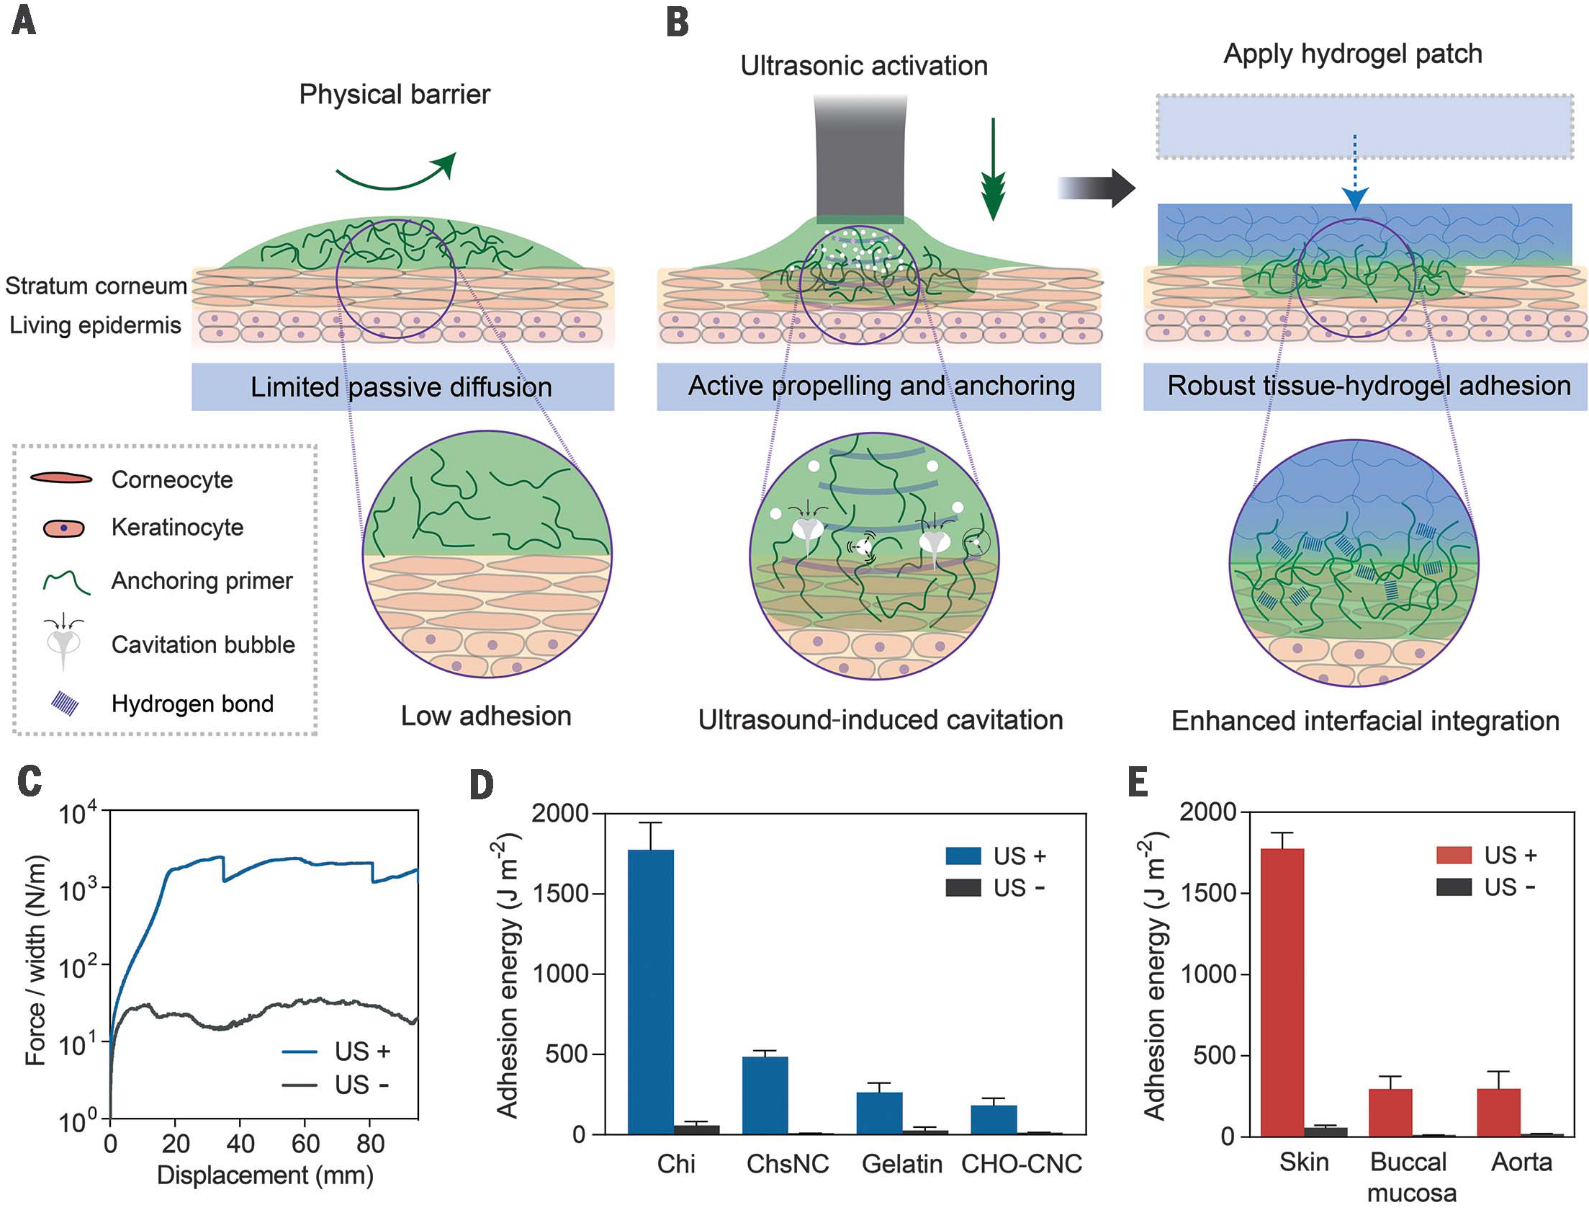 A
B
Physical barrier
Ultrasonic activation
Apply hydrogel patch
Stratum corneum
Living epidermis
Limited passive diffusion
Active propelling and anchoring
Robust tissue-hydrogel adhesion
Corneocyte
Keratinocyte
Anchoring primer
Cavitation bubble
Hydrogen bond
Low adhesion
Ultrasound-induced cavitation
Enhanced interfacial integration
C
Force / width (N/m)
10⁴
10³
10²
10¹
10⁰
US +
US -
0 20 40 60 80
Displacement (mm)
D
Adhesion energy (J m⁻²)
2000
1500
1000
500
0
US +
US -
Chi ChsNC Gelatin CHO-CNC
E
Adhesion energy (J m⁻²)
2000
1500
1000
500
0
US +
US -
Skin Buccal Aorta
mucosa